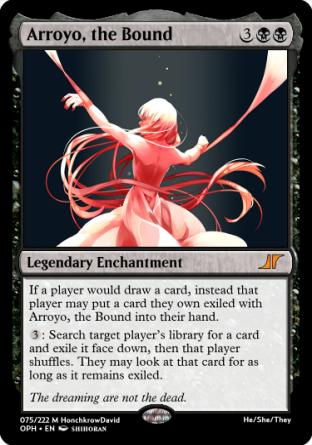 Arroyo, the Bound 3
Legendary Enchantment
If a player would draw a card, instead that
player may put a card they own exiled with
Arroyo, the Bound into their hand.
3 : Search target player's library for a card
and exile it face down, then that player
shuffles. They may look at that card for as
long as it remains exiled.
The dreaming are not the dead.
075/222 M HonchkrowDavid He/She/They
OPH • EN SHIHORAN